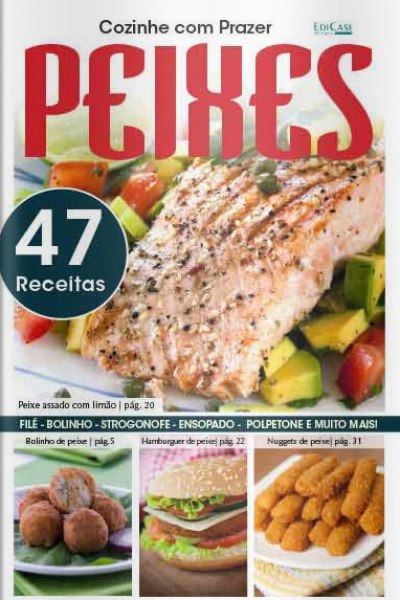 Cozinhe com Prazer
EDICASE
PEIXES
47
Receitas
Peixe assado com limão | pág. 20
FILÉ - BOLINHO - STROGONOFE - ENSOPADO - POLPETONE E MUITO MAIS!
Bolinho de peixe | pág.5
Hamburguer de peixe| pág. 22
Nuggets de peixe| pág. 31